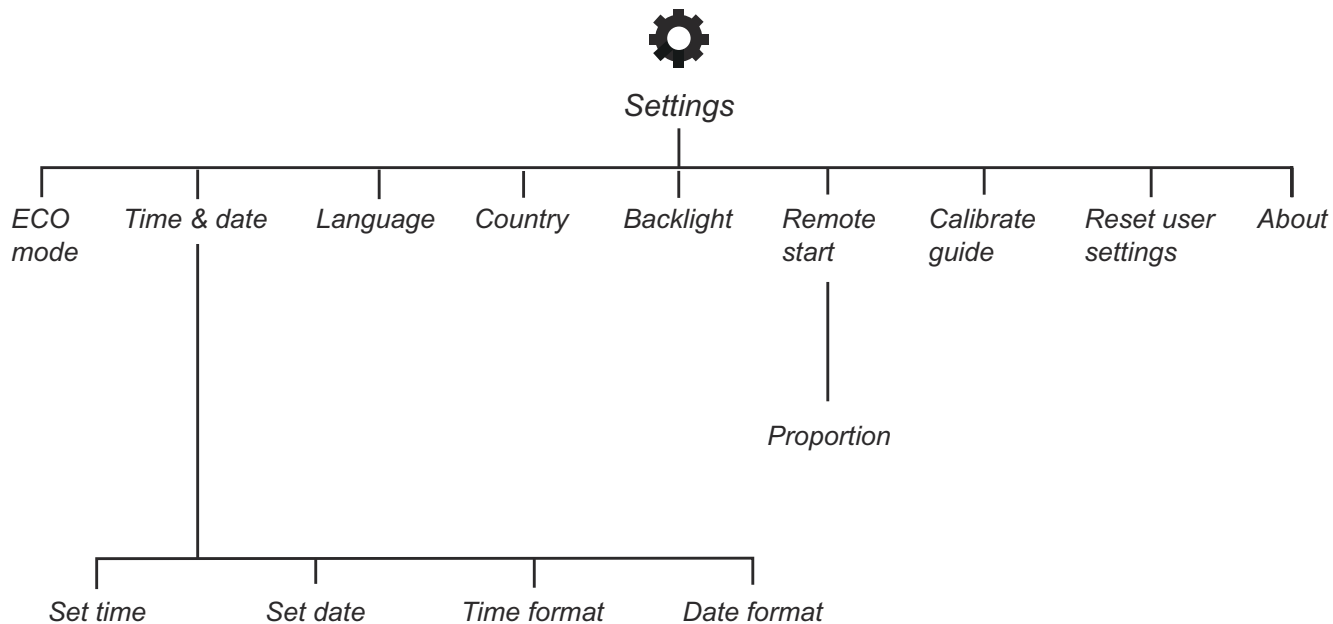 Settings
ECO
mode
Time & date
Language
Country
Backlight
Remote
start
Calibrate
guide
Reset user
settings
About
Proportion
Set time
Set date
Time format
Date format